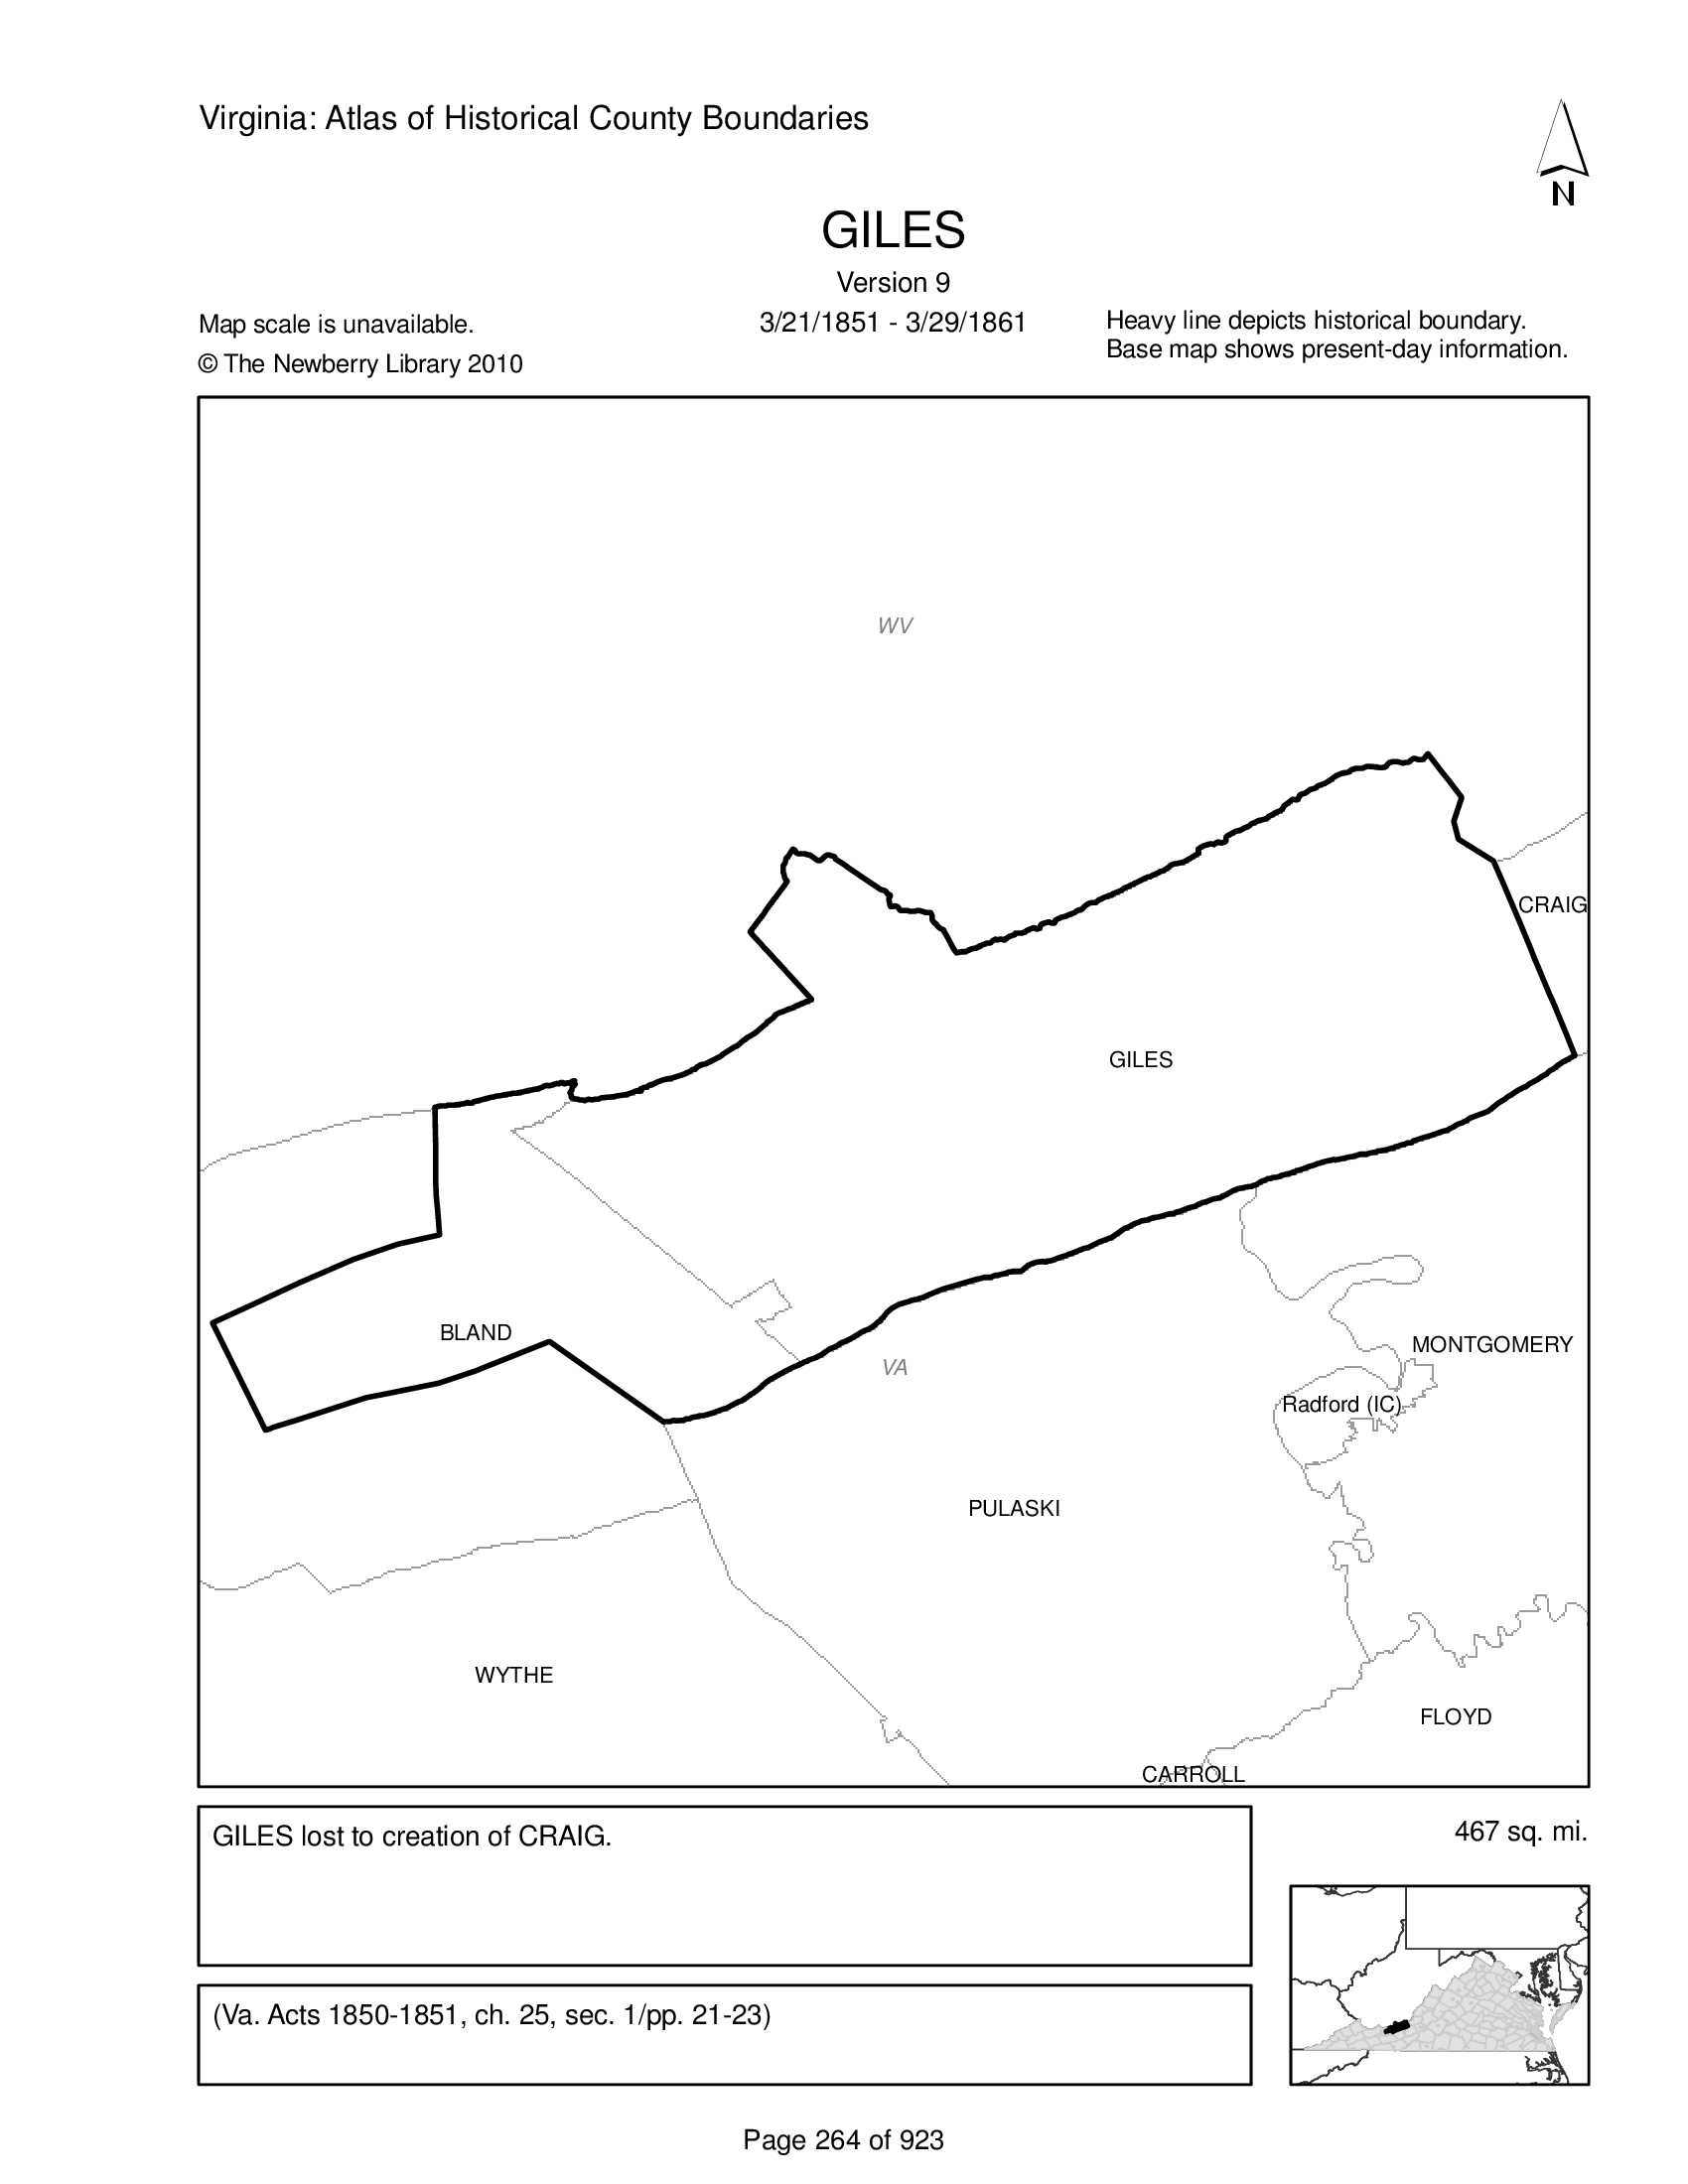 Virginia: Atlas of Historical County Boundaries
N
GILES
Version 9
3/21/1851 - 3/29/1861
Map scale is unavailable.
© The Newberry Library 2010
Heavy line depicts historical boundary.
Base map shows present-day information.
WV
CRAIG
GILES
BLAND
VA
MONTGOMERY
Radford (IC)
PULASKI
WYTHE
FLOYD
CARROLL
GILES lost to creation of CRAIG.
467 sq. mi.
(Va. Acts 1850-1851, ch. 25, sec. 1/pp. 21-23)
Page 264 of 923